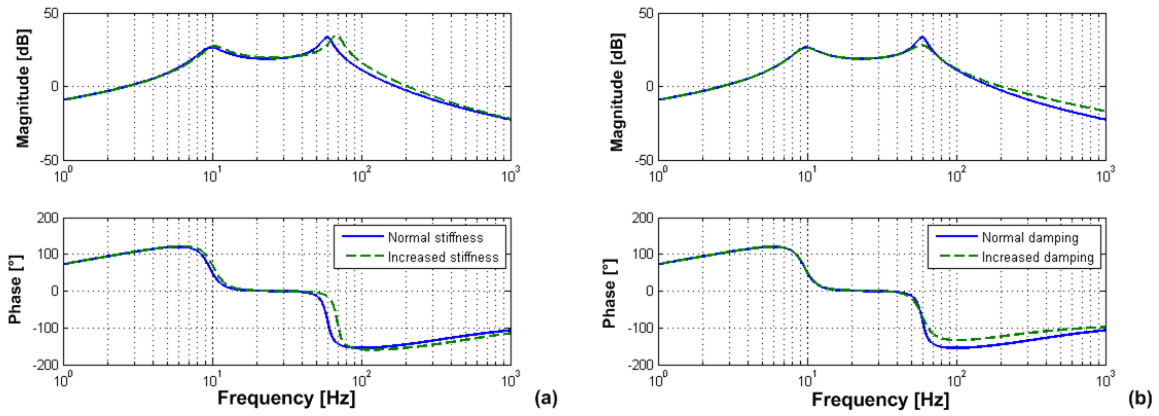 50
0
-50
Magnitude [dB]
10^0
10^1
10^2
10^3
200
100
0
-100
-200
Phase [°]
Normal stiffness
Increased stiffness
10^0
10^1
10^2
10^3
Frequency [Hz]
(a)
50
0
50
Magnitude [dB]
10^0
10^1
10^2
10^3
200
100
0
-100
-200
Phase [°]
Normal damping
Increased damping
10^0
10^1
10^2
10^3
Frequency [Hz]
(b)